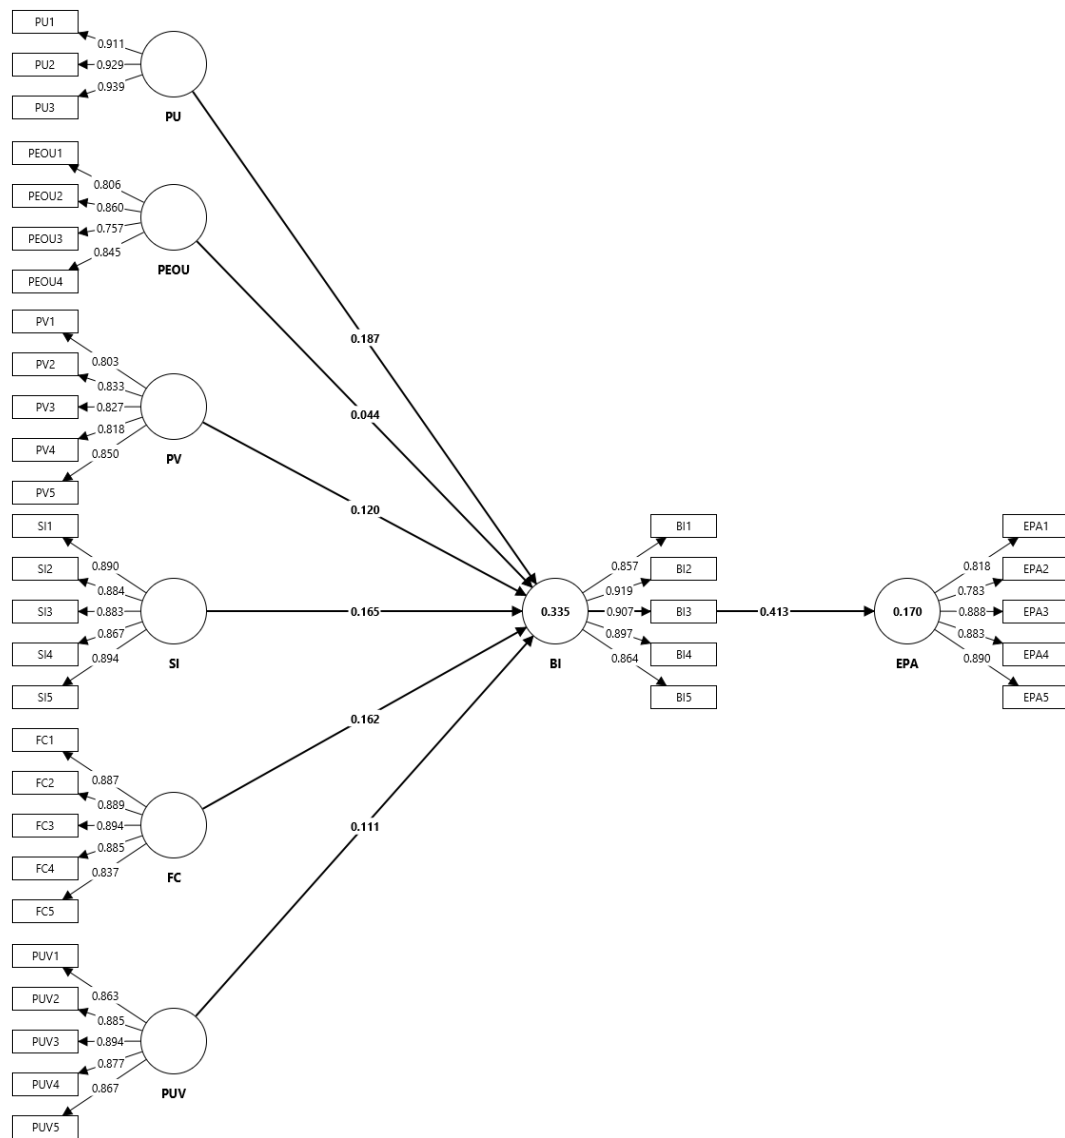 PU1
0.911
PU2
0.929
0.939
PU3
PU
PEOU1
0.806
PEOU2
0.860
0.757
PEOU3
0.845
PEOU4
PEOU
PV1
0.803
PV2
0.833
PV3
0.827
0.818
PV4
0.850
PV5
PV
SI1
0.890
SI2
0.884
SI3
0.883
0.867
SI4
0.894
SI5
SI
FC1
0.887
FC2
0.889
FC3
0.894
0.885
FC4
0.837
FC5
FC
PUV1
0.863
PUV2
0.885
PUV3
0.894
0.877
PUV4
0.867
PUV5
PUV
0.187
0.044
0.120
0.165
0.162
0.111
0.335
BI
BI1
0.857
BI2
0.919
0.907
BI3
0.897
BI4
0.864
BI5
0.413
0.170
EPA
EPA1
0.818
EPA2
0.783
0.888
EPA3
0.883
EPA4
0.890
EPA5